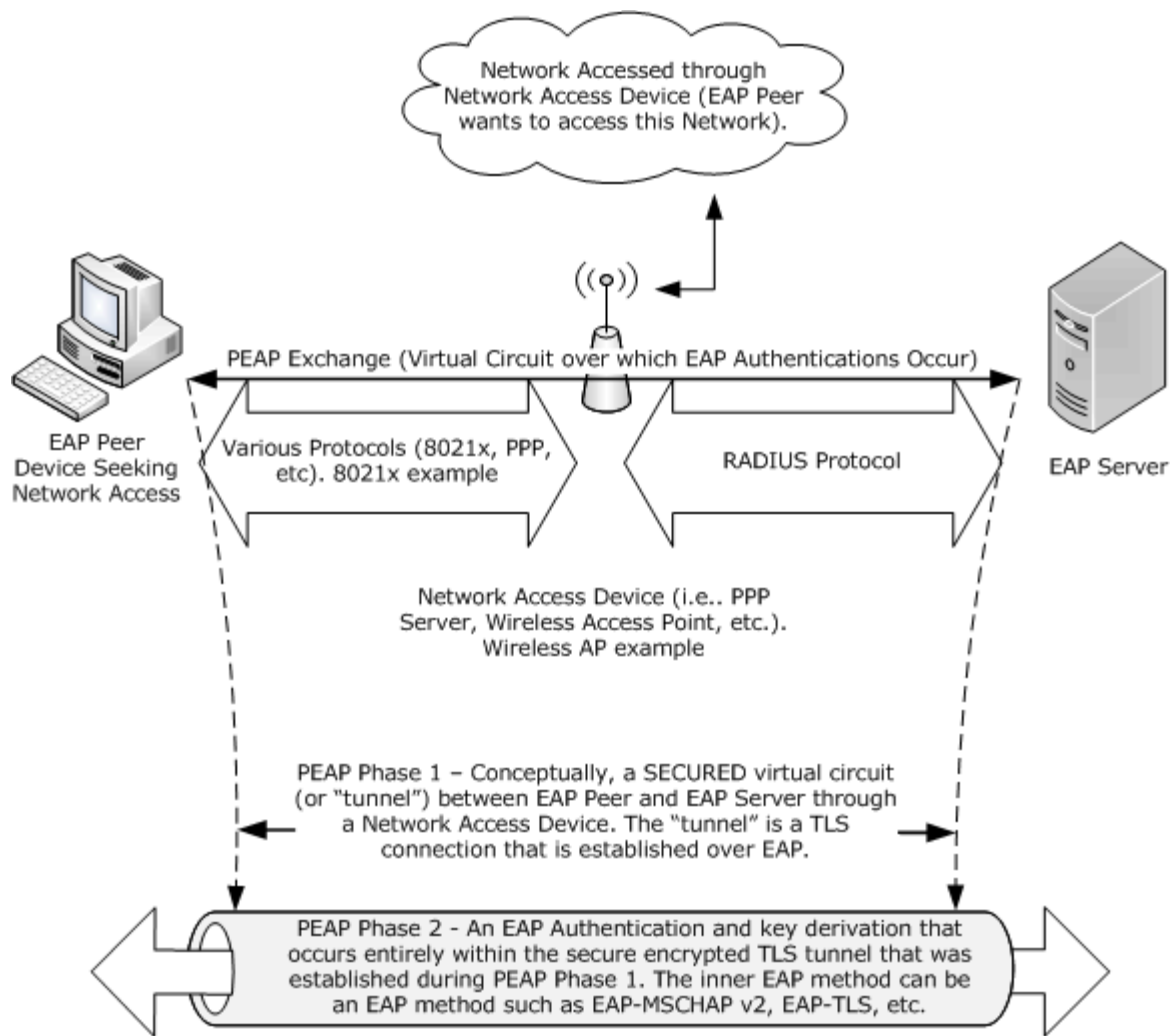 Network Accessed through
Network Access Device (EAP Peer
wants to access this Network).
PEAP Exchange (Virtual Circuit over which EAP Authentications Occur)
EAP Peer
Device Seeking
Network Access
Various Protocols (8021x, PPP,
etc). 8021x example
RADIUS Protocol
EAP Server
Network Access Device (i.e.. PPP
Server, Wireless Access Point, etc.).
Wireless AP example
PEAP Phase 1 – Conceptually, a SECURED virtual circuit
(or “tunnel”) between EAP Peer and EAP Server through
a Network Access Device. The “tunnel” is a TLS
connection that is established over EAP.
PEAP Phase 2 - An EAP Authentication and key derivation that
occurs entirely within the secure encrypted TLS tunnel that was
established during PEAP Phase 1. The inner EAP method can be
an EAP method such as EAP-MSCHAP v2, EAP-TLS, etc.